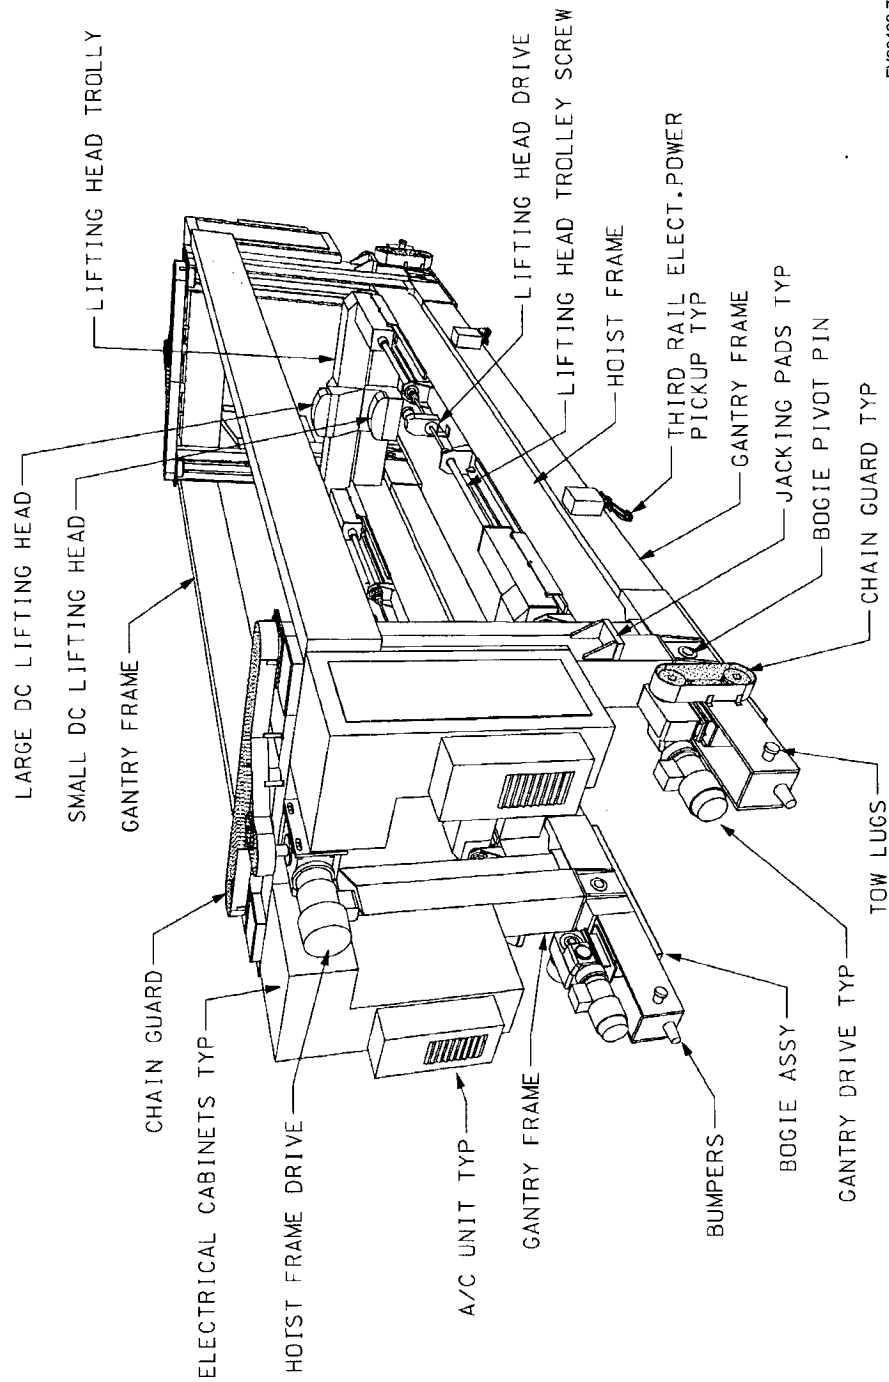 LARGE DC LIFTING HEAD
SMALL DC LIFTING HEAD
GANTRY FRAME
CHAIN GUARD
ELECTRICAL CABINETS TYP
HOIST FRAME DRIVE
A/C UNIT TYP
GANTRY FRAME
BUMPERS
BOGIE ASSY
GANTRY DRIVE TYP
TOW LUGS
LIFTING HEAD TROLLY
LIFTING HEAD DRIVE
LIFTING HEAD TROLLEY SCREW
HOIST FRAME
THIRD RAIL ELECT.POWER
PICKUP TYP
GANTRY FRAME
JACKING PADS TYP
BOGIE PIVOT PIN
CHAIN GUARD TYP